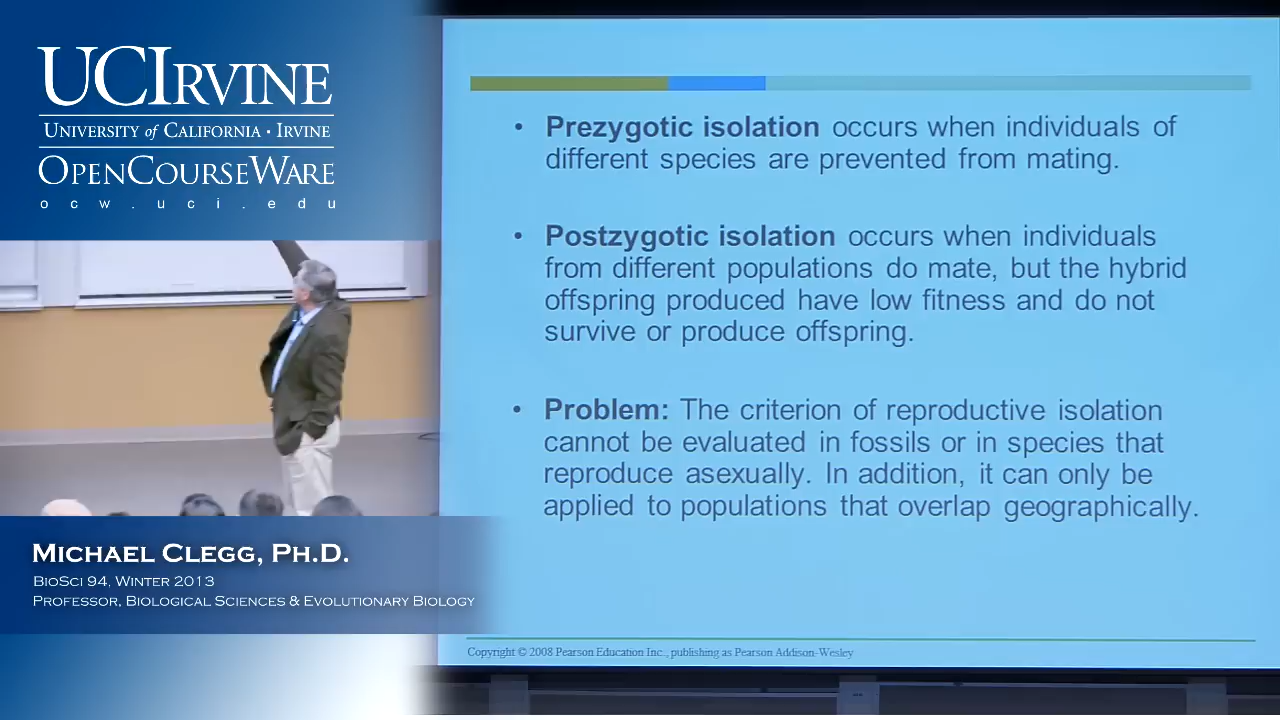 UCIRVINE
UNIVERSITY of CALIFORNIA · IRVINE
OPENCOURSEWARE
ocw.uci.edu
MICHAEL CLEGG, PH.D.
BIOSCI 94, WINTER 2013
PROFESSOR, BIOLOGICAL SCIENCES & EVOLUTIONARY BIOLOGY
• Prezygotic isolation occurs when individuals of
different species are prevented from mating.
• Postzygotic isolation occurs when individuals
from different populations do mate, but the hybrid
offspring produced have low fitness and do not
survive or produce offspring.
• Problem: The criterion of reproductive isolation
cannot be evaluated in fossils or in species that
reproduce asexually. In addition, it can only be
applied to populations that overlap geographically.
Copyright © 2008 Pearson Education Inc., publishing as Pearson Addison-Wesley